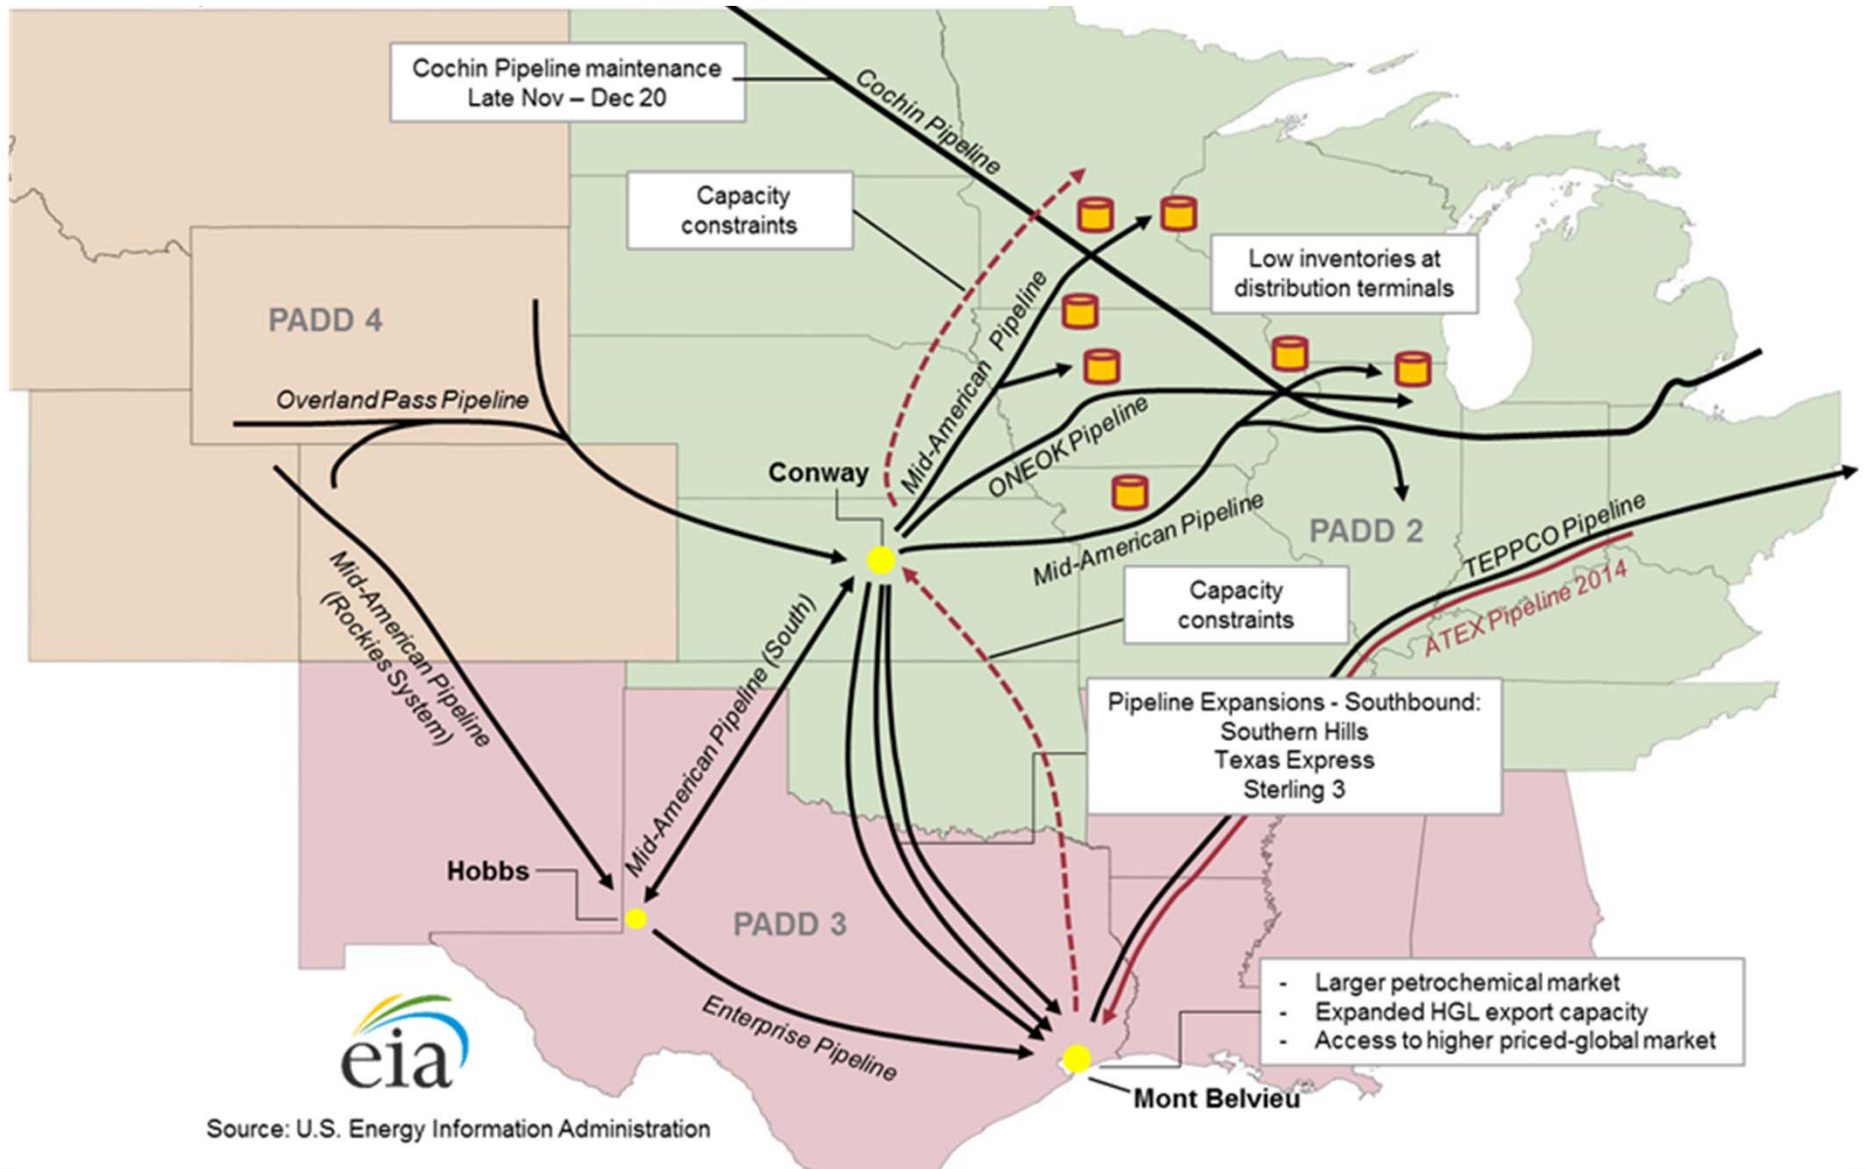 Cochin Pipeline maintenance
Late Nov – Dec 20
Cochin Pipeline
Capacity
constraints
Low inventories at
distribution terminals
PADD 4
Mid-American Pipeline
Overland Pass Pipeline
ONEOK Pipeline
Conway
Mid-American Pipeline
PADD 2
TEPPCO Pipeline
ATEX Pipeline 2014
Capacity
constraints
Mid-American Pipeline
(Rockies System)
Mid-American Pipeline (South)
Pipeline Expansions - Southbound:
Southern Hills
Texas Express
Sterling 3
Hobbs
PADD 3
- Larger petrochemical market
- Expanded HGL export capacity
- Access to higher priced-global market
Enterprise Pipeline
eia
Mont Belvieu
Source: U.S. Energy Information Administration